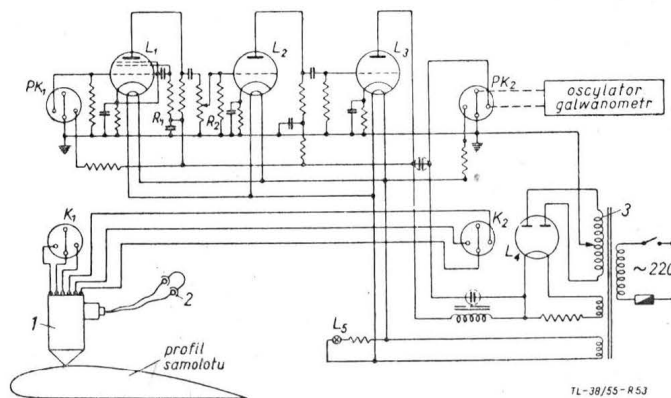 L₁
L₂
L₃
PK₁
PK₂
oscylator
galwanometr
R₁
R₂
K₁
K₂
L₄
3
~220
1
2
L₅
profil
samolotu
TL-38/55-R53